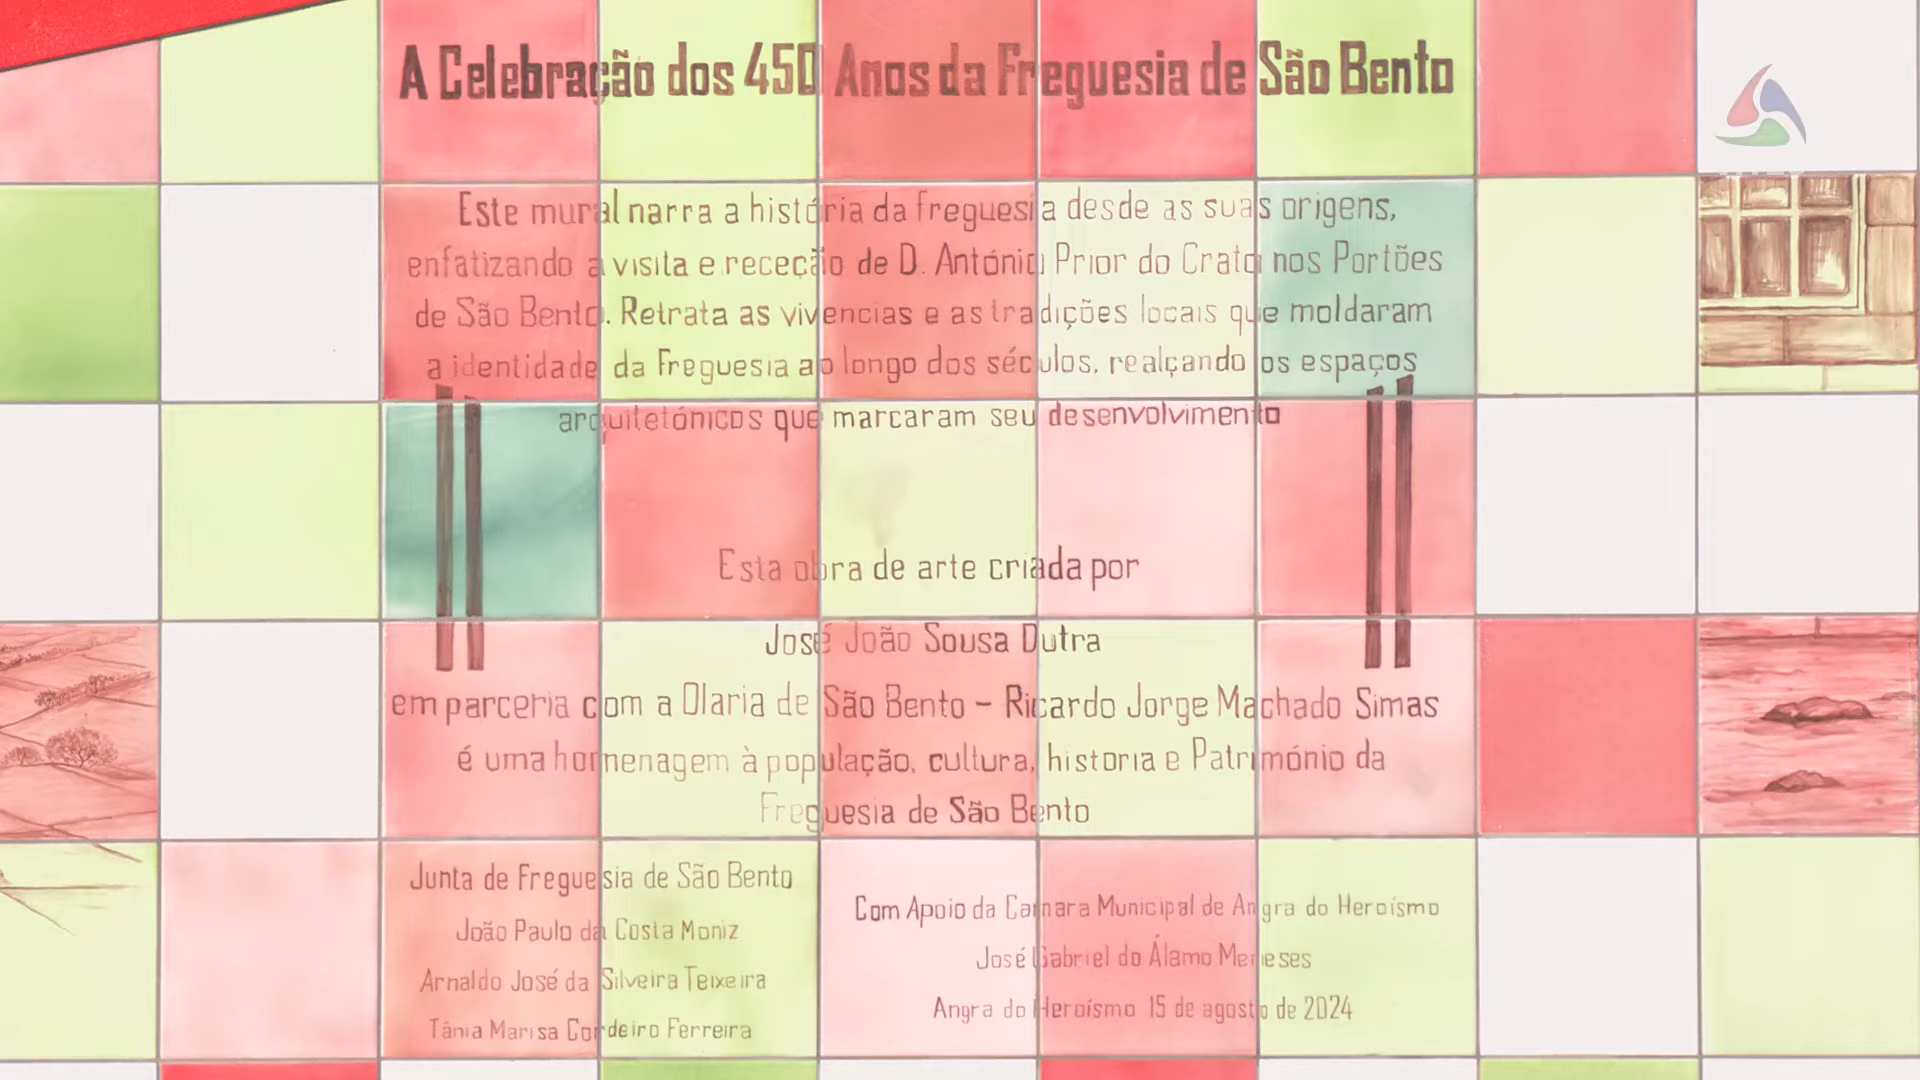 A Celebração dos 450 Anos da Freguesia de São Bento
Este mural narra a história da freguesia desde as suas origens,
enfatizando a visita e receção de D. António Prior do Crato nos Portões
de São Bento. Retrata as vivencias e as tradições locais que moldaram
a identidade da Freguesia ao longo dos séculos, realçando os espaços
arquitetónicos que marcaram seu desenvolvimento
Esta obra de arte criada por
José João Sousa Dutra
em parceria com a Olaria de São Bento - Ricardo Jorge Machado Simas
é uma homenagem à população, cultura, historia e Património da
Freguesia de São Bento
Junta de Freguesia de São Bento
João Paulo da Costa Moniz
Arnaldo José da Silveira Teixeira
Tânia Marisa Cordeiro Ferreira
Com Apoio da Camara Municipal de Angra do Heroísmo
José Gabriel do Álamo Meneses
Angra do Heroísmo 15 de agosto de 2024